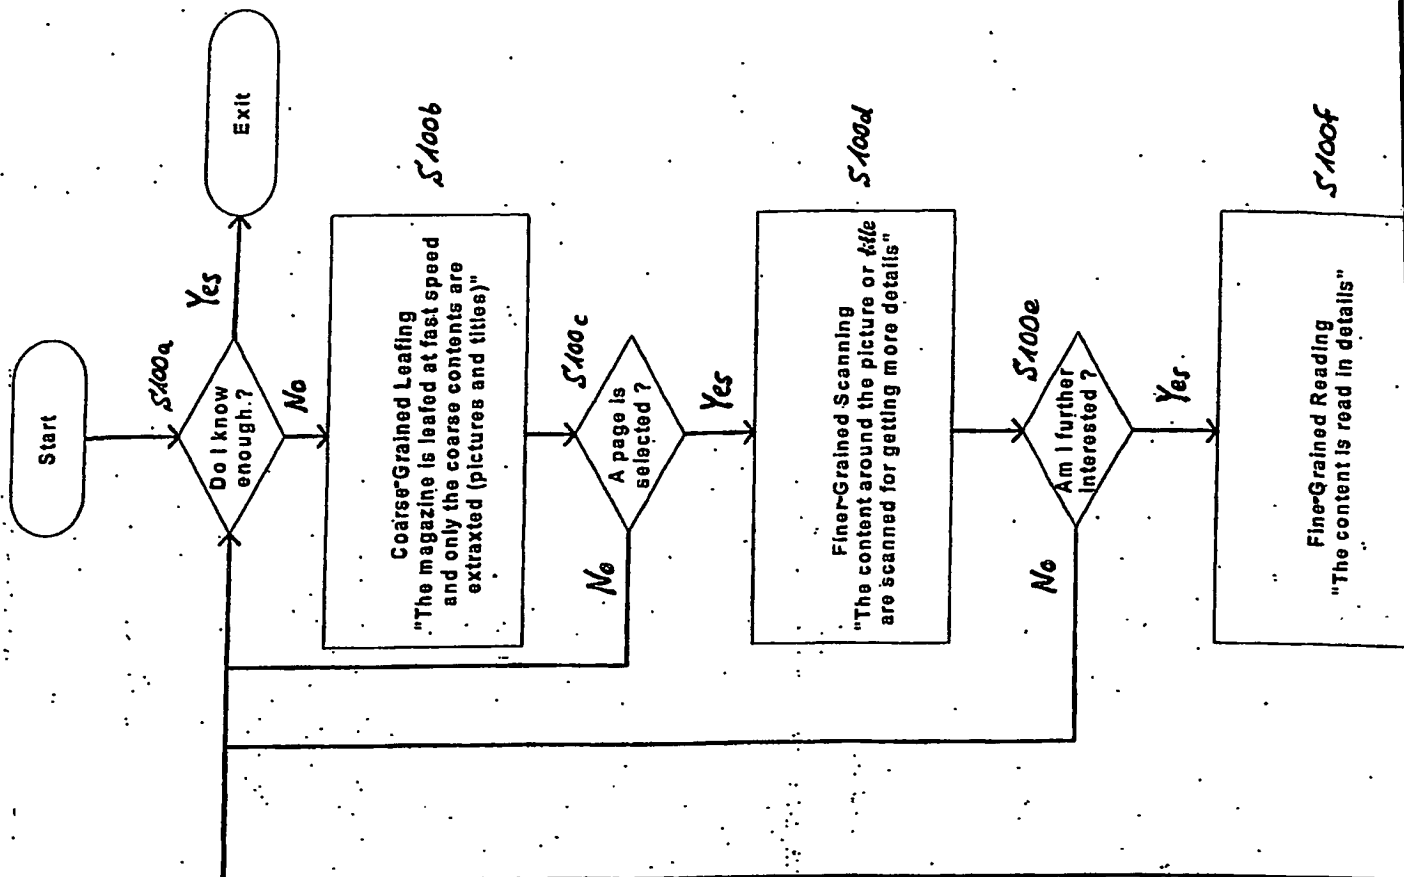 Start
S100a
Do I know
enough.?
Yes
Exit
No
S100b
Coarse-Grained Leafing
"The magazine is leafed at fast speed
and only the coarse contents are
extraxted (pictures and titles)"
S100c
A page is
selected ?
No
Yes
S100d
Finer-Grained Scanning
"The content around the picture or title
are scanned for getting more details"
S100e
Am I further
interested ?
No
Yes
S100f
Fine-Grained Reading
"The content is read in details"